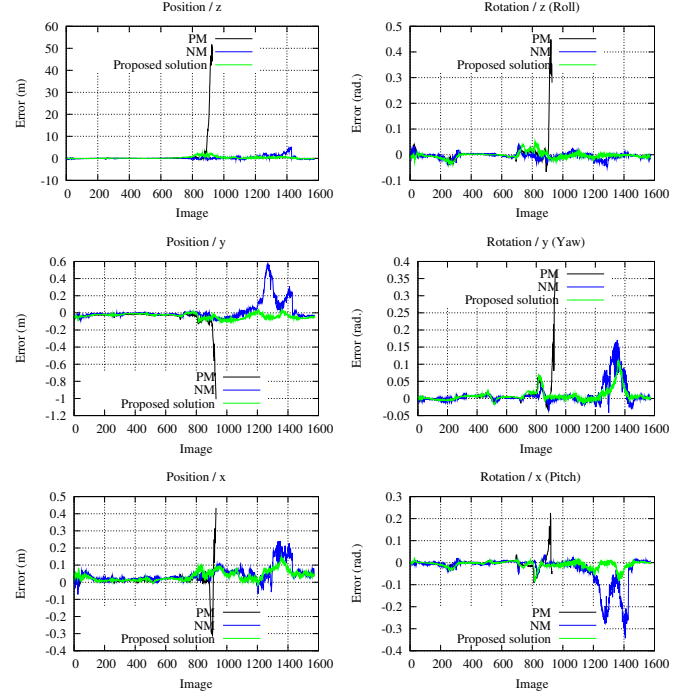 Position / z
Error (m)
60
50
40
30
20
10
0
-10
PM
NM
Proposed solution
0 200 400 600 800 1000 1200 1400 1600
Image
Rotation / z (Roll)
Error (rad.)
0.5
0.4
0.3
0.2
0.1
0
-0.1
PM
NM
Proposed solution
0 200 400 600 800 1000 1200 1400 1600
Image
Position / y
Error (m)
0.6
0.4
0.2
0
-0.2
-0.4
-0.6
-0.8
-1
-1.2
PM
NM
Proposed solution
0 200 400 600 800 1000 1200 1400 1600
Image
Rotation / y (Yaw)
Error (rad.)
0.4
0.35
0.3
0.25
0.2
0.15
0.1
0.05
0
-0.05
PM
NM
Proposed solution
0 200 400 600 800 1000 1200 1400 1600
Image
Position / x
Error (m)
0.5
0.4
0.3
0.2
0.1
0
-0.1
-0.2
-0.3
-0.4
PM
NM
Proposed solution
0 200 400 600 800 1000 1200 1400 1600
Image
Rotation / x (Pitch)
Error (rad.)
0.3
0.2
0.1
0
-0.1
-0.2
-0.3
-0.4
PM
NM
Proposed solution
0 200 400 600 800 1000 1200 1400 1600
Image